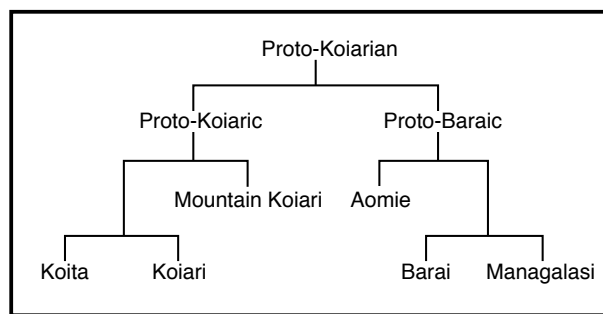 Proto-Koiarian
Proto-Koiaric Proto-Baraic
Mountain Koiari Aomie
Koita Koiari Barai Managalasi